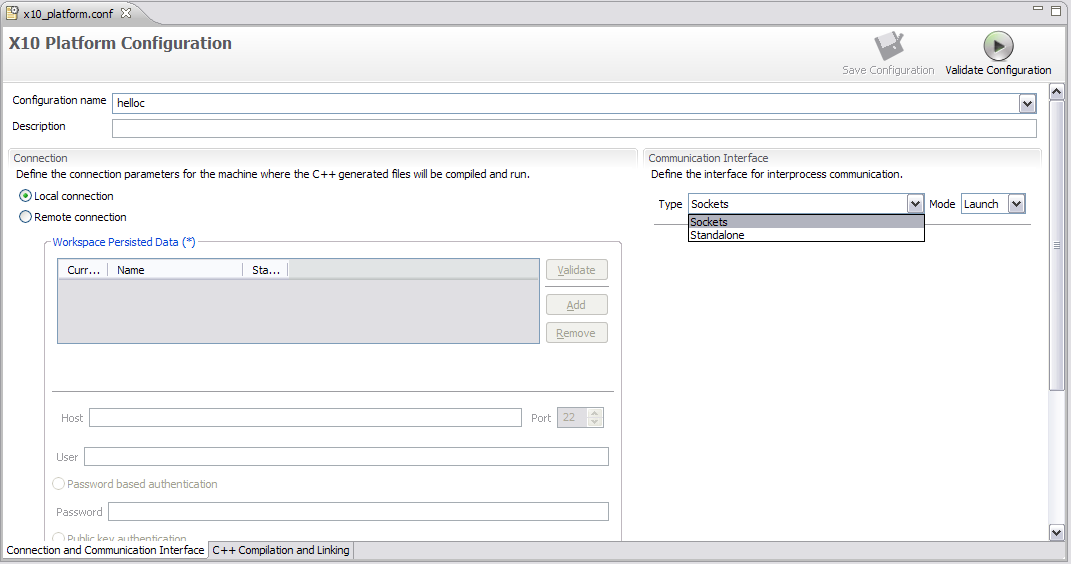 x10_platform.conf
X10 Platform Configuration
Save Configuration
Validate Configuration
Configuration name
helloc
Description
Connection
Define the connection parameters for the machine where the C++ generated files will be compiled and run.
Local connection
Remote connection
Workspace Persisted Data (*)
Curr... Name Sta...
Validate
Add
Remove
Host
Port 22
User
Password based authentication
Password
Public key authentication
Communication Interface
Define the interface for interprocess communication.
Type Sockets Mode Launch
Sockets
Standalone
Connection and Communication Interface
C++ Compilation and Linking